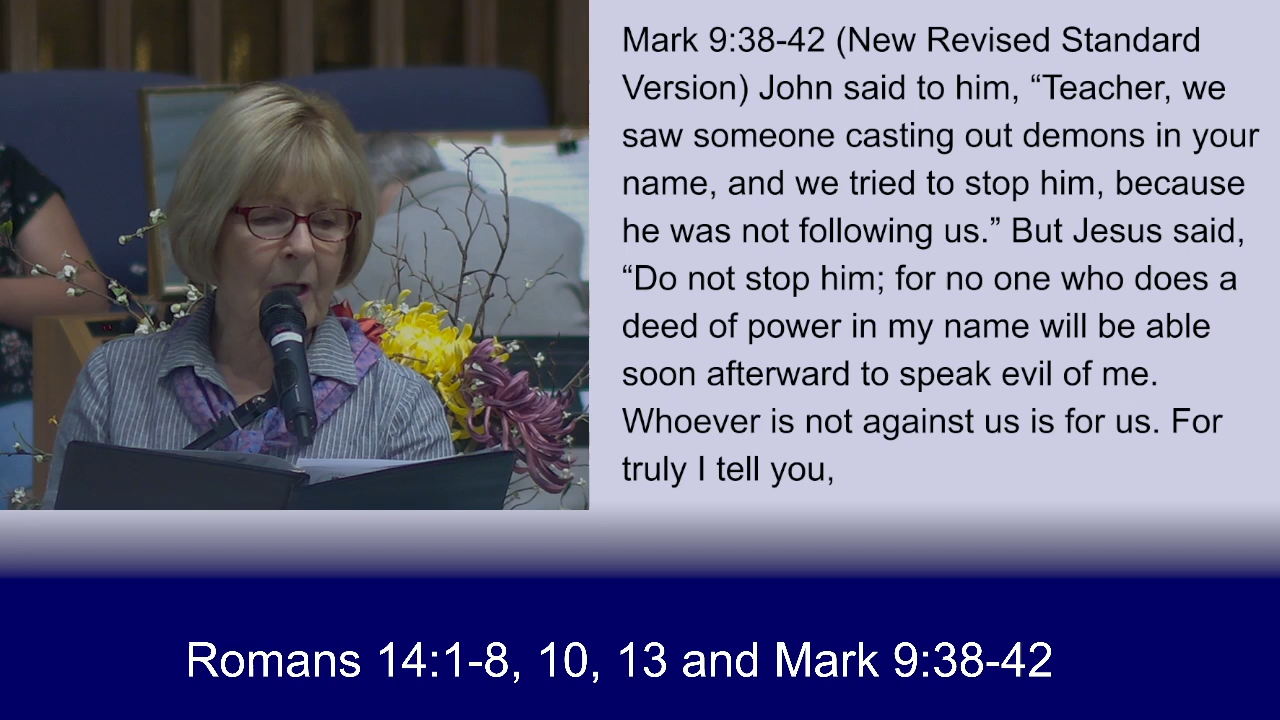 Mark 9:38-42 (New Revised Standard
Version) John said to him, “Teacher, we
saw someone casting out demons in your
name, and we tried to stop him, because
he was not following us.” But Jesus said,
“Do not stop him; for no one who does a
deed of power in my name will be able
soon afterward to speak evil of me.
Whoever is not against us is for us. For
truly I tell you,
Romans 14:1-8, 10, 13 and Mark 9:38-42